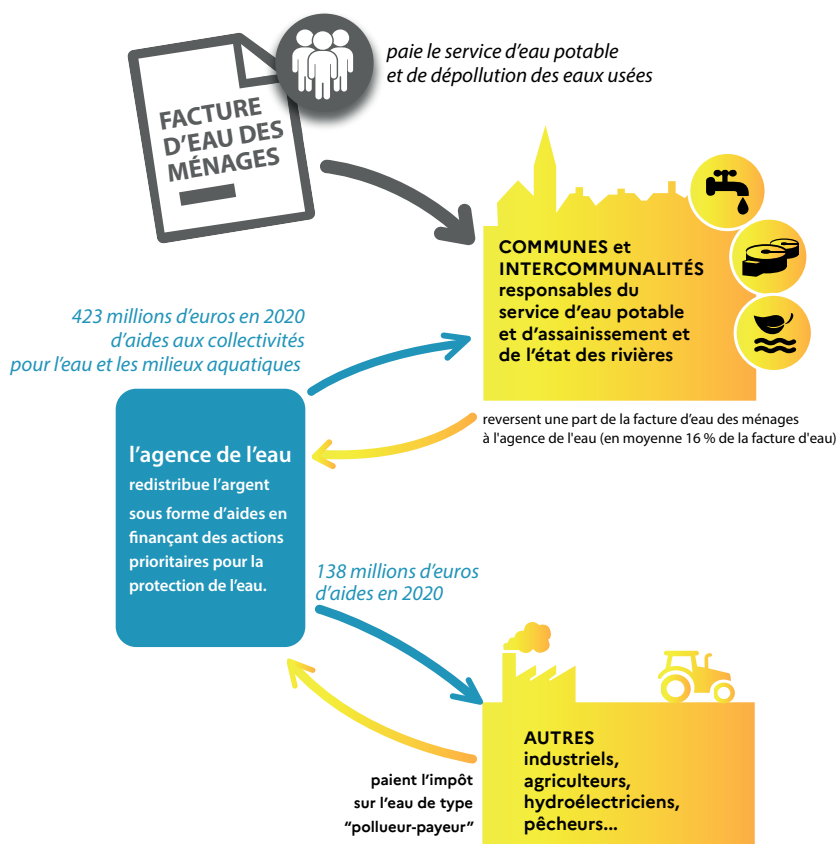 paie le service d'eau potable
et de dépollution des eaux usées
FACTURE
D'EAU DES
MÉNAGES
COMMUNES et
INTERCOMMUNALITÉS
responsables du
service d'eau potable
et d'assainissement et
de l'état des rivières
423 millions d'euros en 2020
d'aides aux collectivités
pour l'eau et les milieux aquatiques
reversent une part de la facture d'eau des ménages
à l'agence de l'eau (en moyenne 16 % de la facture d'eau)
l'agence de l'eau
redistribue l'argent
sous forme d'aides en
finançant des actions
prioritaires pour la
protection de l'eau.
138 millions d'euros
d'aides en 2020
paient l'impôt
sur l'eau de type
"pollueur-payeur"
AUTRES
industriels,
agriculteurs,
hydroélectriciens,
pêcheurs...